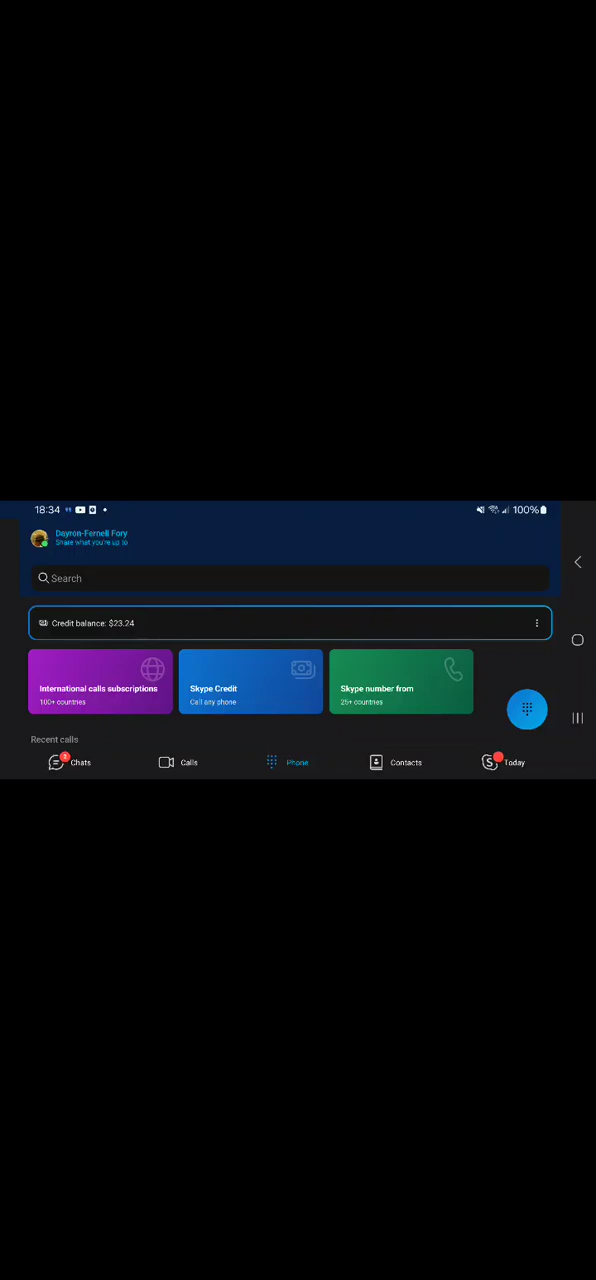 18:34
100%
Dayron-Fernell Fory
Share what you're up to
Search
Credit balance: $23.24
International calls subscriptions
100+ countries
Skype Credit
Call any phone
Skype number from
25+ countries
Recent calls
Chats
Calls
Phone
Contacts
Today